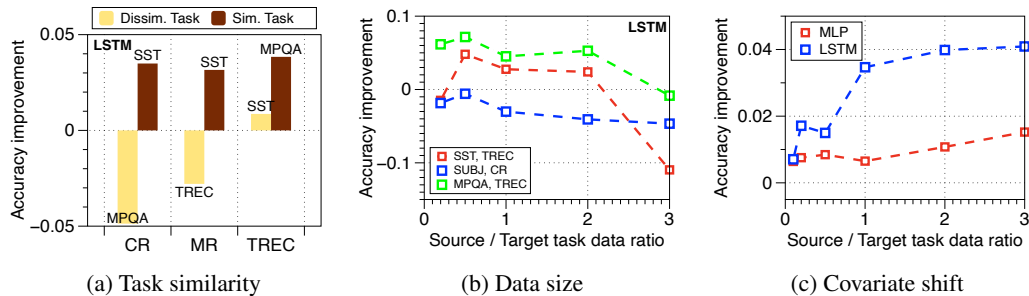 Dissim. Task
Sim. Task
Accuracy improvement
0.05
0
−0.05
LSTM
SST
SST
MPQA
SST
TREC
MPQA
CR
MR
TREC
(a) Task similarity
Accuracy improvement
0.1
0
−0.1
LSTM
SST, TREC
SUBJ, CR
MPQA, TREC
0
1
2
3
Source / Target task data ratio
(b) Data size
Accuracy improvement
0.04
0.02
0
MLP
LSTM
0
1
2
3
Source / Target task data ratio
(c) Covariate shift